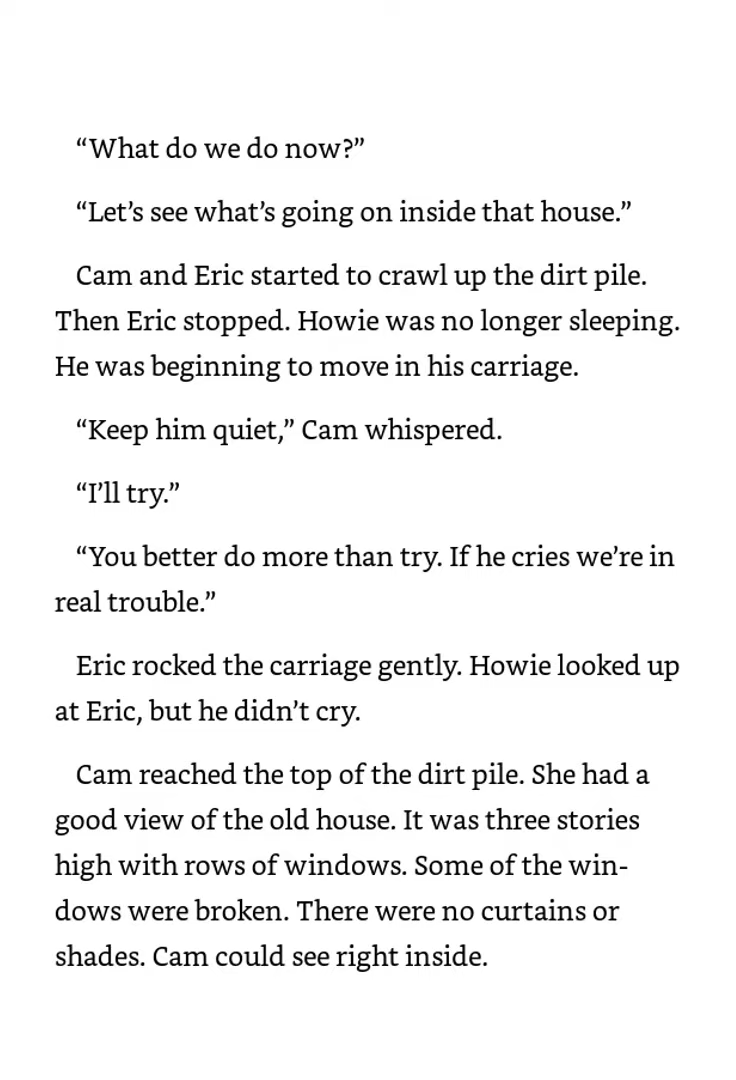 “What do we do now?”
“Let’s see what’s going on inside that house.”
Cam and Eric started to crawl up the dirt pile.
Then Eric stopped. Howie was no longer sleeping.
He was beginning to move in his carriage.
“Keep him quiet,” Cam whispered.
“I’ll try.”
“You better do more than try. If he cries we’re in
real trouble.”
Eric rocked the carriage gently. Howie looked up
at Eric, but he didn’t cry.
Cam reached the top of the dirt pile. She had a
good view of the old house. It was three stories
high with rows of windows. Some of the win-
dows were broken. There were no curtains or
shades. Cam could see right inside.